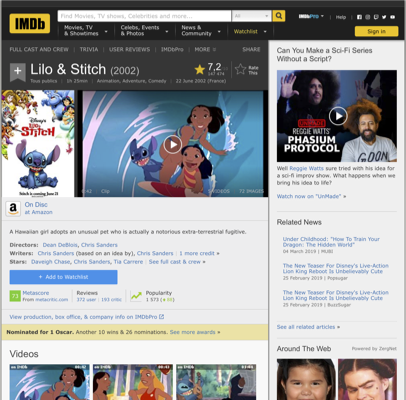 IMDb
Find Movies, TV shows, Celebrities and more...
All
Movies, TV & Showtimes
Celebs, Events & Photos
News & Community
Watchlist
IMDbPro
Help
Sign in
FULL CAST AND CREW | TRIVIA | USER REVIEWS | IMDbPro | MORE
SHARE
Lilo & Stitch (2002)
Tous publics | 1h 25min | Animation, Adventure, Comedy | 22 June 2002 (France)
7,2
Rate This
Lilo & Stitch
Clip
On Disc
at Amazon
A Hawaiian girl adopts an unusual pet who is actually a notorious extra-terrestrial fugitive.
Directors: Dean DeBlois, Chris Sanders
Writers: Chris Sanders (based on an idea by), Chris Sanders | 1 more credit »
Stars: Daveigh Chase, Chris Sanders, Tia Carrere | See full cast & crew »
+ Add to Watchlist
73
Metascore
From metacritic.com
Reviews
372 user | 193 critic
Popularity
1 573
View production, box office, & company info on IMDbPro
Nominated for 1 Oscar. Another 10 wins & 26 nominations. See more awards »
Videos
Can You Make a Sci-Fi Series Without a Script?
REGGIE WATTS'
PHASIUM
PROTOCOL
Well Reggie Watts sure tried with his idea for a sci-fi improv show. What happens when we bring his idea to life?
Watch now on "UnMade" »
Related News
Under Childhood: "How To Train Your Dragon: The Hidden World"
04 March 2019 | MUBI
The New Teaser For Disney's Live-Action Lion King Reboot Is Unbelievably Cute
25 February 2019 | Popsugar
The New Teaser For Disney's Live-Action Lion King Reboot Is Unbelievably Cute
25 February 2019 | BuzzSugar
See all related articles »
Around The Web
Powered by ZergNet